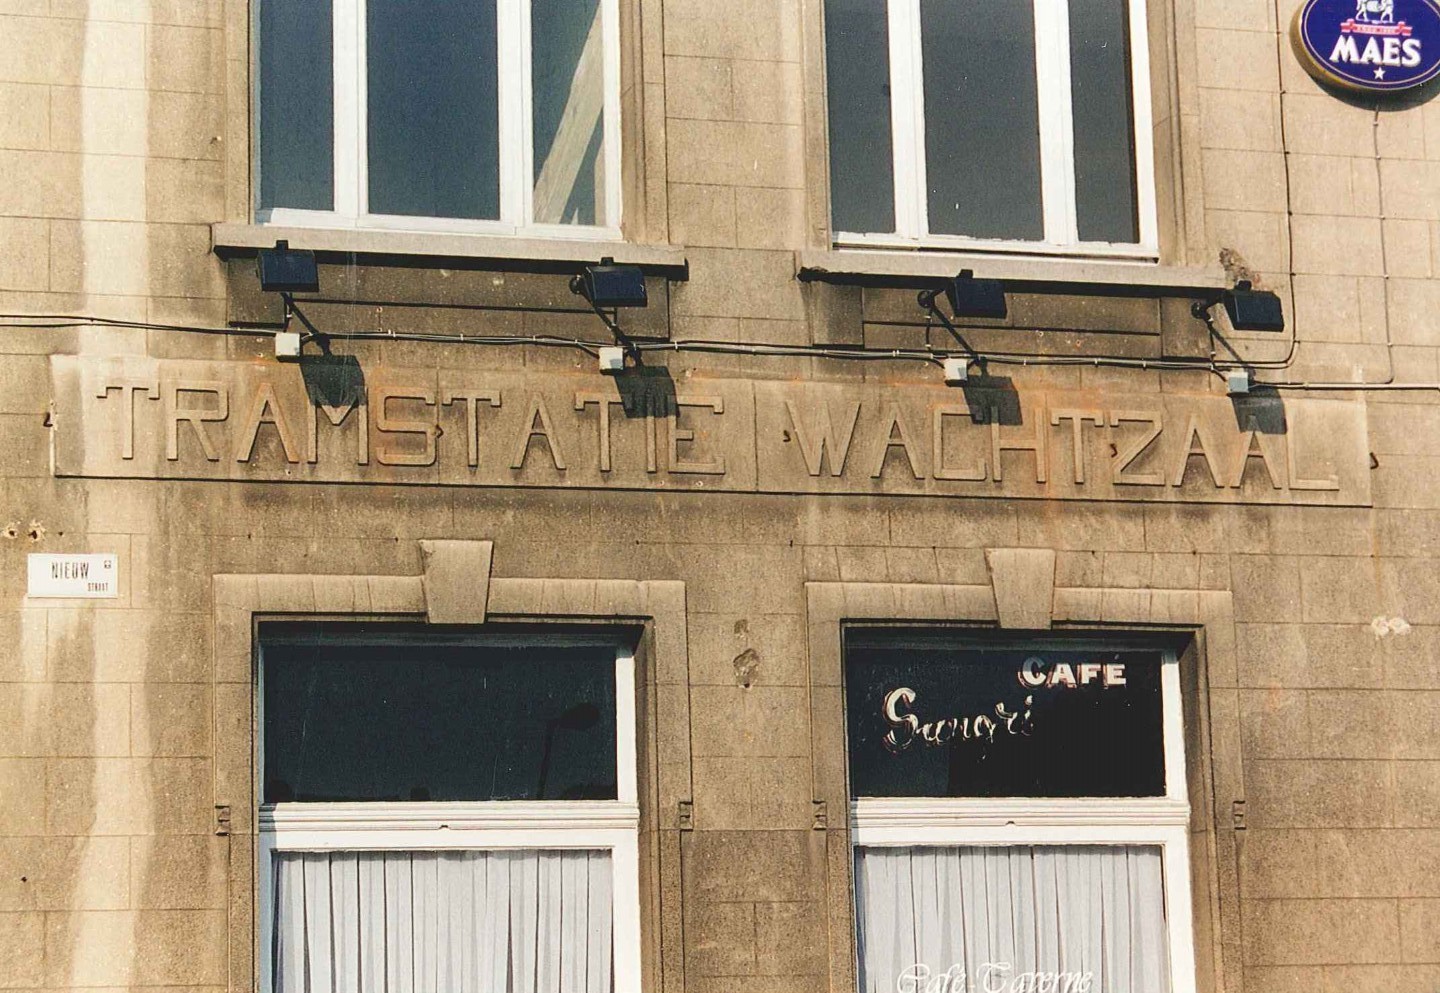 MAES
TRAMSTATIE WACHTZAAL
NIEUW
STRAAT
CAFÉ
Sangri
Café-Taverne